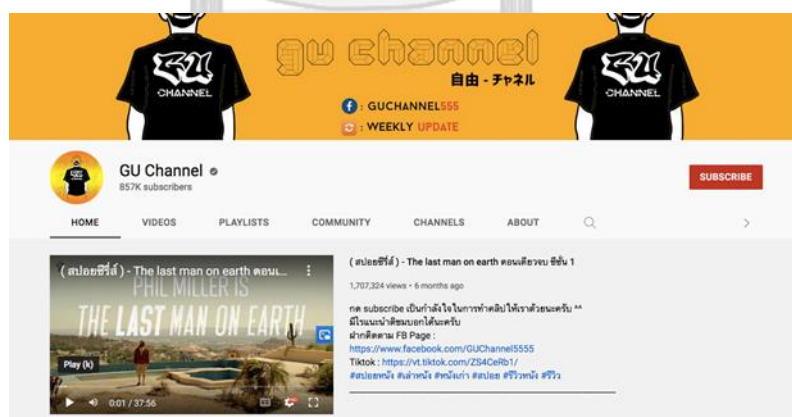 GU
CHANNEL
gu channel
自由 - チャネル
: GUCHANNEL555
: WEEKLY UPDATE
GU
CHANNEL
GU Channel
857K subscribers
SUBSCRIBE
HOME VIDEOS PLAYLISTS COMMUNITY CHANNELS ABOUT
( สปอยซีรี่ส์ ) - The last man on earth ตอนเ...
PHIL MILLER IS
THE LAST MAN ON EARTH
Play (k)
0:01 / 37:56
( สปอยซีรี่ส์ ) - The last man on earth ตอนเดียวจบ ซีซั่น 1
1,707,324 views • 6 months ago
กด subscribe เป็นกำลังใจในการทำคลิปให้เราด้วยนะครับ ^^
มีไรแนะนำติชมบอกได้นะครับ
ฝากติดตาม FB Page :
https://www.facebook.com/GUChannel5555
Tiktok : https://vt.tiktok.com/ZS4CeRb1/
#สปอยหนัง #เล่าหนัง #หนังเก่า #สปอย #รีวิวหนัง #รีวิว